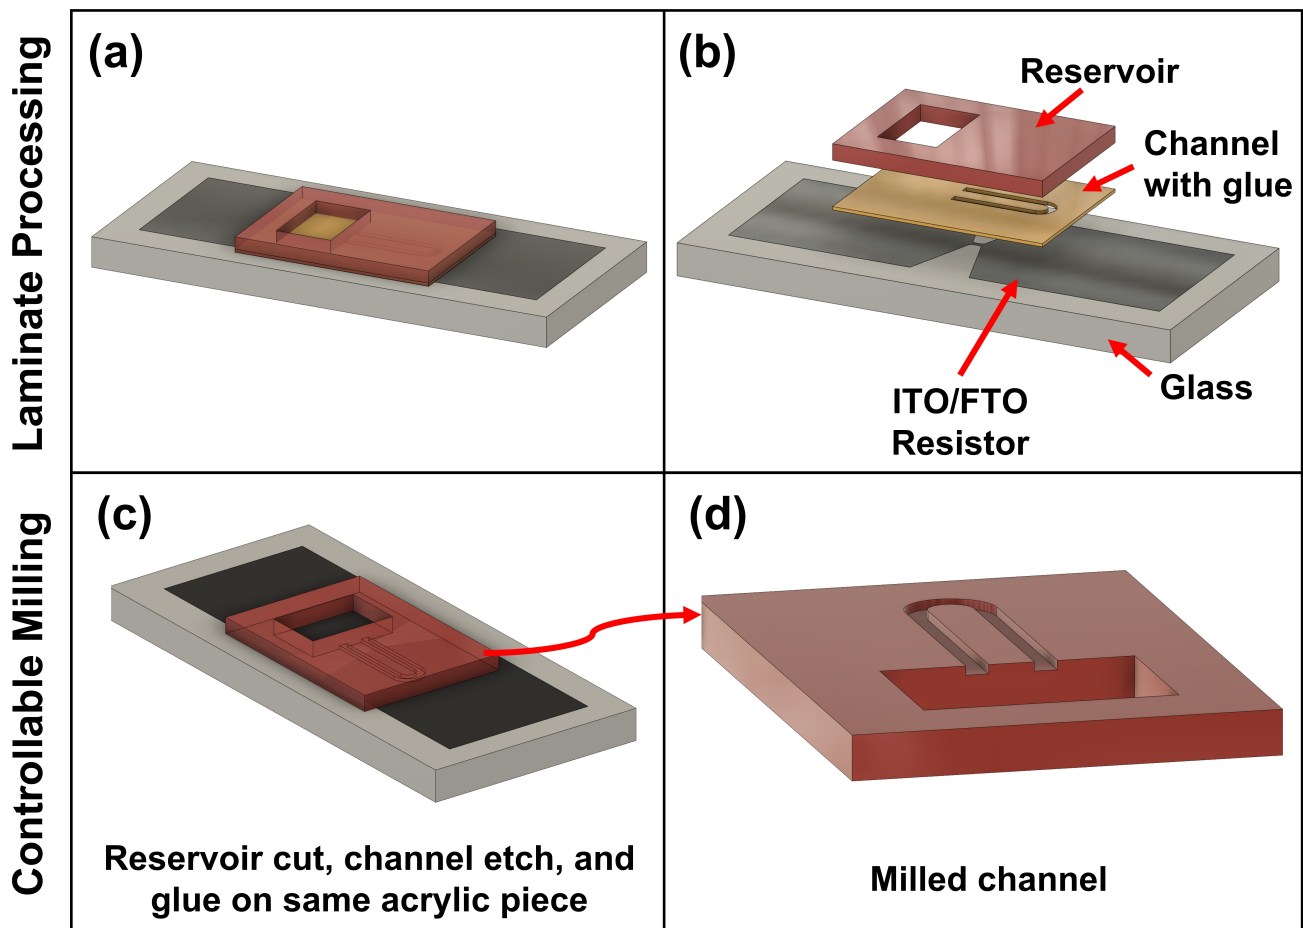 Laminate Processing
(a)
(b)
Reservoir
Channel
with glue
ITO/FTO
Resistor
Glass
Controllable Milling
(c)
Reservoir cut, channel etch, and
glue on same acrylic piece
(d)
Milled channel